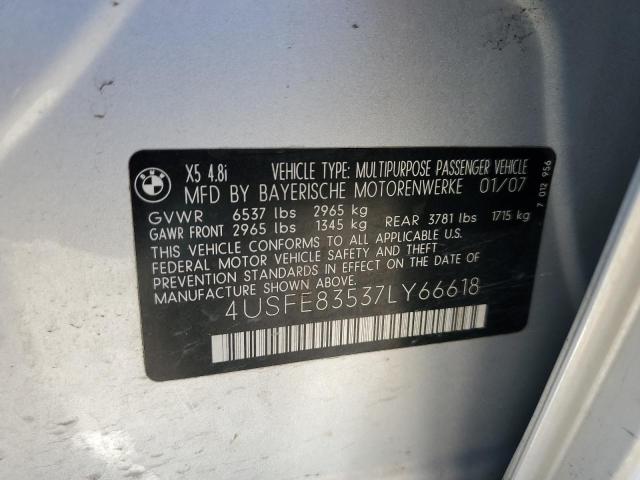 BMW
X5 4.8i VEHICLE TYPE: MULTIPURPOSE PASSENGER VEHICLE
MFD BY BAYERISCHE MOTORENWERKE 01/07
GVWR 6537 lbs 2965 kg
GAWR FRONT 2965 lbs 1345 kg REAR 3781 lbs 1715 kg
THIS VEHICLE CONFORMS TO ALL APPLICABLE U.S.
FEDERAL MOTOR VEHICLE SAFETY AND THEFT
PREVENTION STANDARDS IN EFFECT ON THE DATE OF
MANUFACTURE SHOWN ABOVE.
4USFE83537LY66618
7 012 956